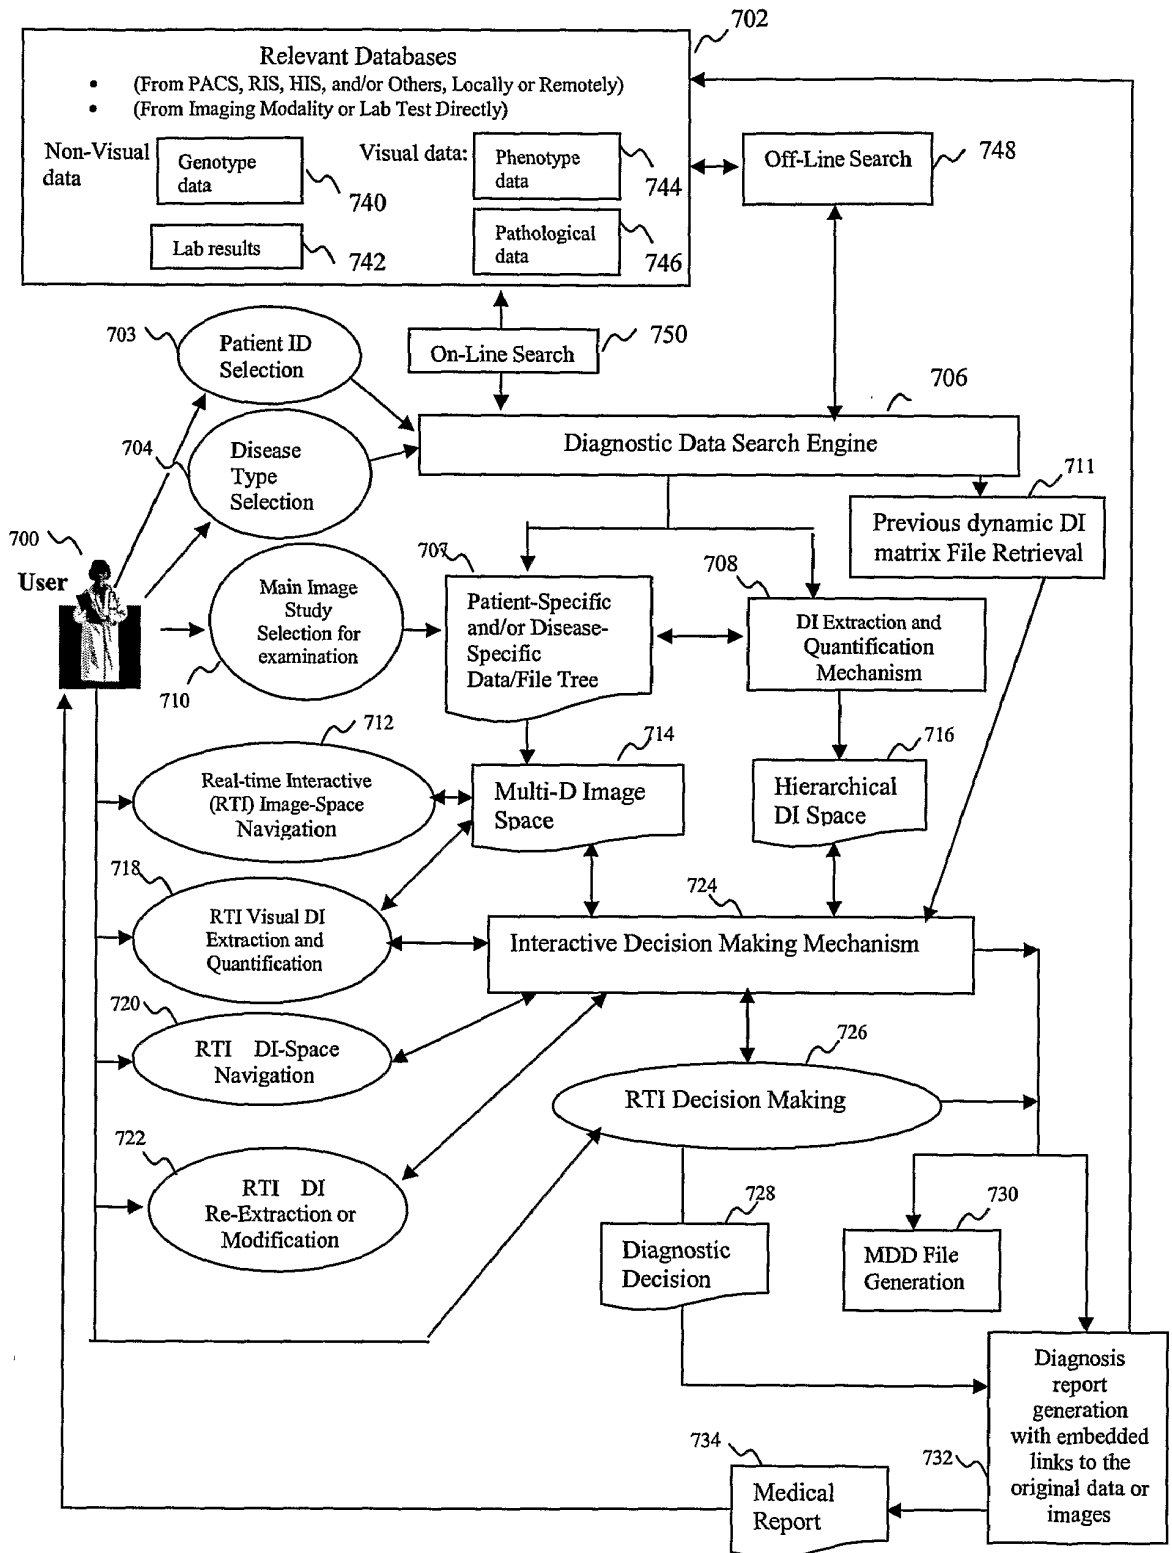 702
Relevant Databases
• (From PACS, RIS, HIS, and/or Others, Locally or Remotely)
• (From Imaging Modality or Lab Test Directly)
Non-Visual
data
Genotype
data
740
Visual data:
Phenotype
data
744
Lab results
742
Pathological
data
746
Off-Line Search
748
703
Patient ID
Selection
On-Line Search
750
706
704
Disease
Type
Selection
Diagnostic Data Search Engine
711
Previous dynamic DI
matrix File Retrieval
700
User
Main Image
Study
Selection for
examination
710
707
Patient-Specific
and/or Disease-
Specific
Data/File Tree
708
DI Extraction and
Quantification
Mechanism
712
Real-time Interactive
(RTI) Image-Space
Navigation
714
Multi-D Image
Space
716
Hierarchical
DI Space
718
RTI Visual DI
Extraction and
Quantification
724
Interactive Decision Making Mechanism
720
RTI DI-Space
Navigation
726
RTI Decision Making
722
RTI DI
Re-Extraction or
Modification
728
Diagnostic
Decision
730
MDD File
Generation
Diagnosis
report
generation
with embedded
links to the
original data or
images
732
734
Medical
Report